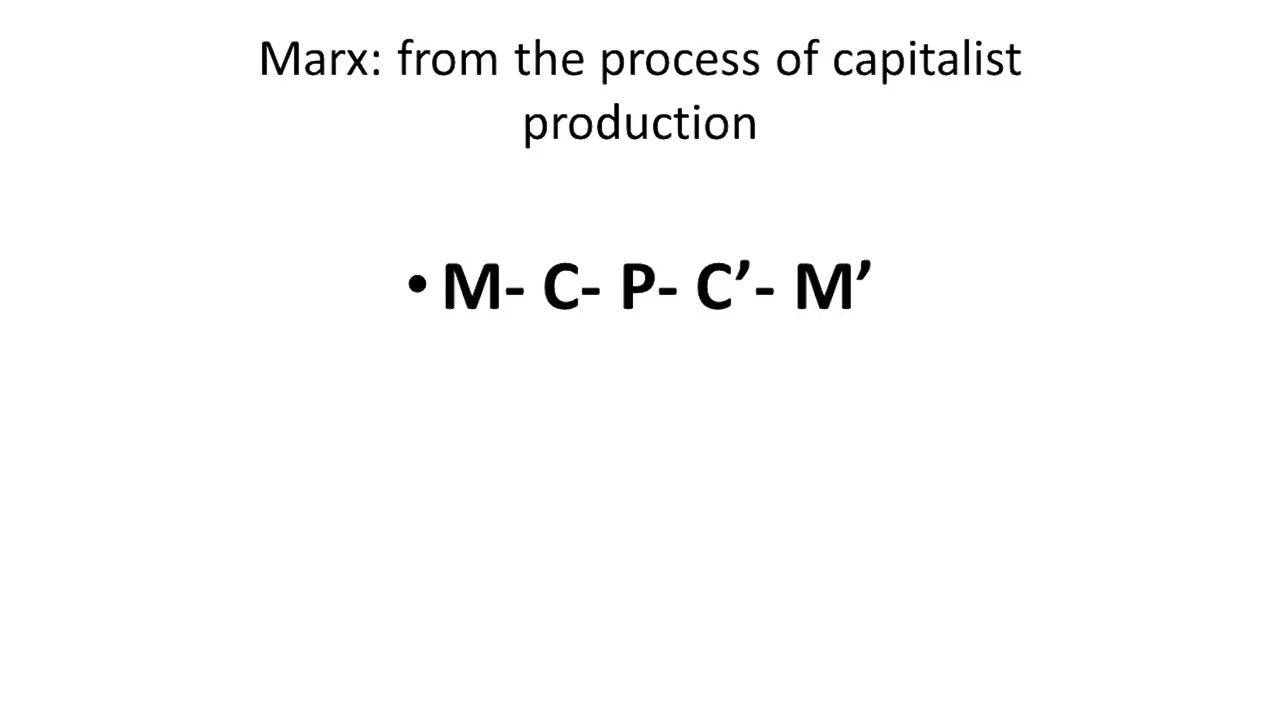 Marx: from the process of capitalist
production
• M- C- P- C’- M’